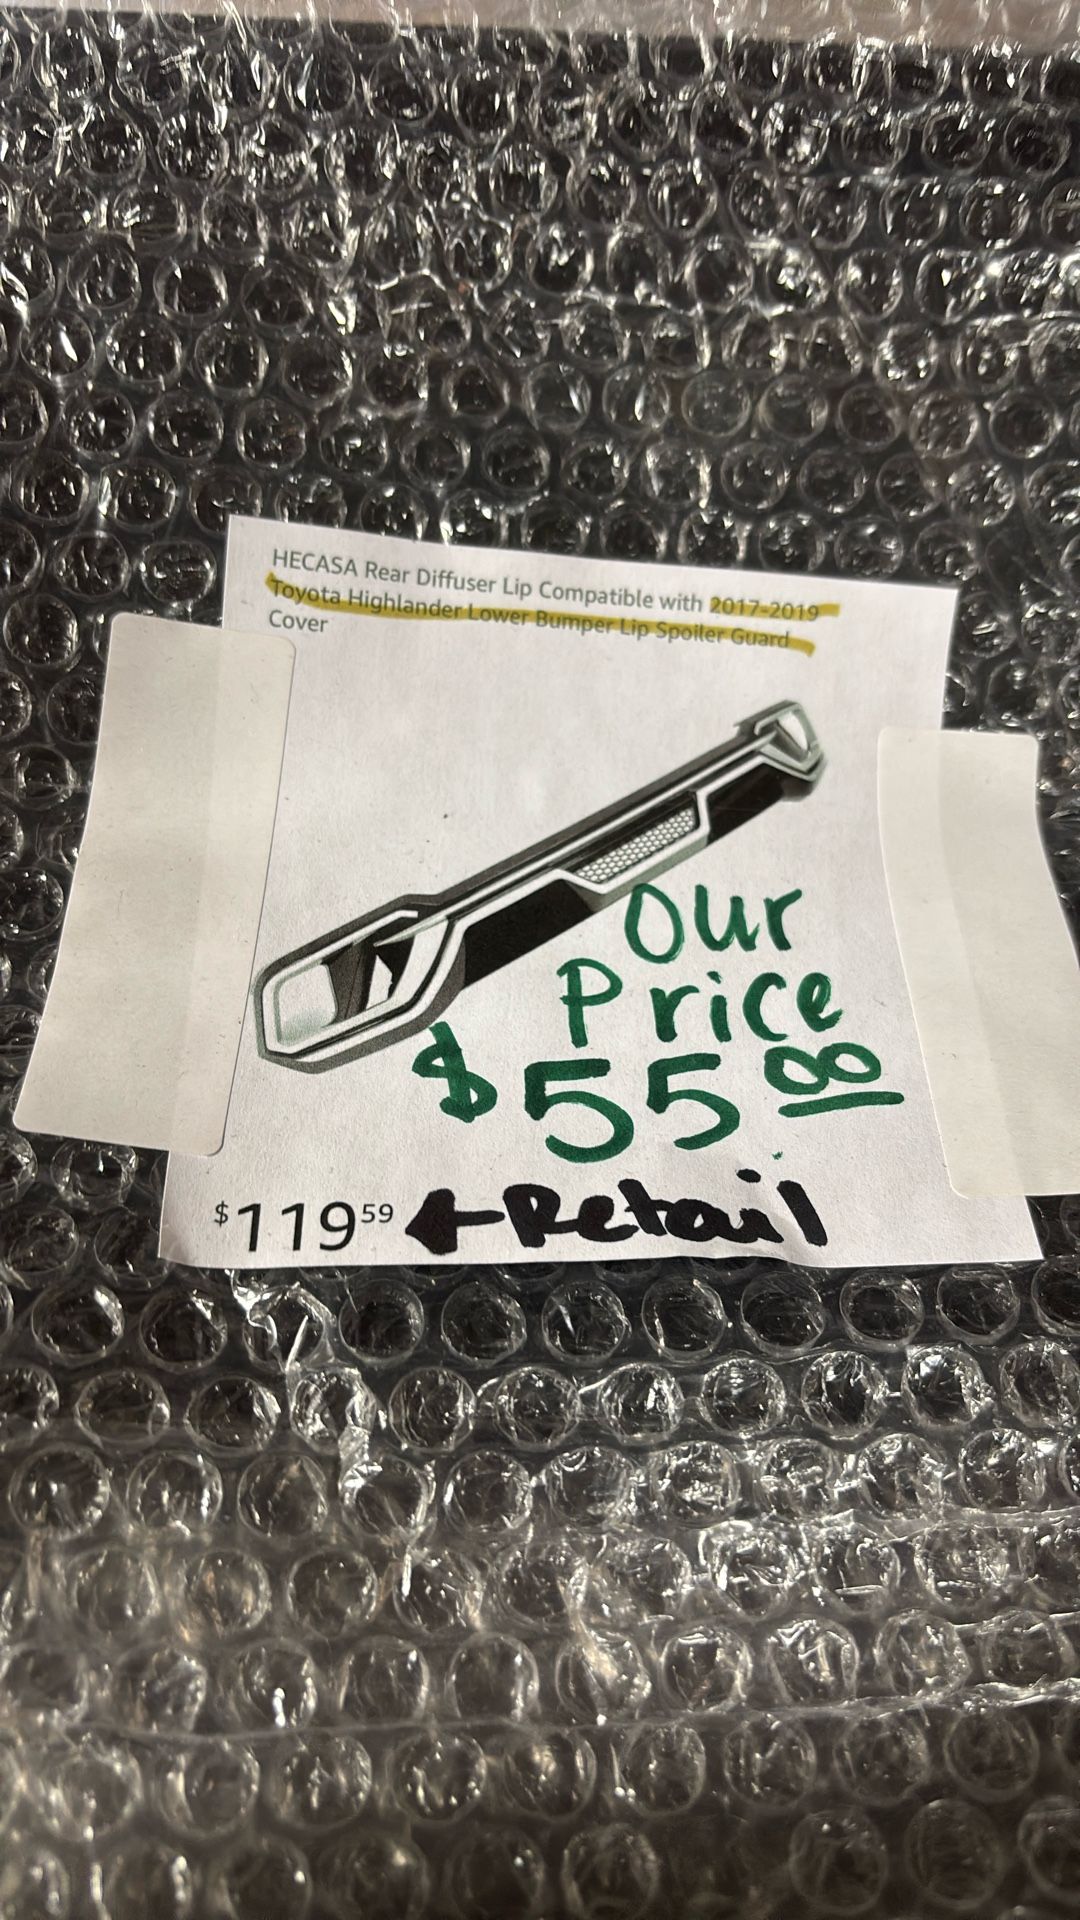 HECASA Rear Diffuser Lip Compatible with 2017-2019
Toyota Highlander Lower Bumper Lip Spoiler Guard
Cover
Our
Price
$55.00
$119.59 ← Retail